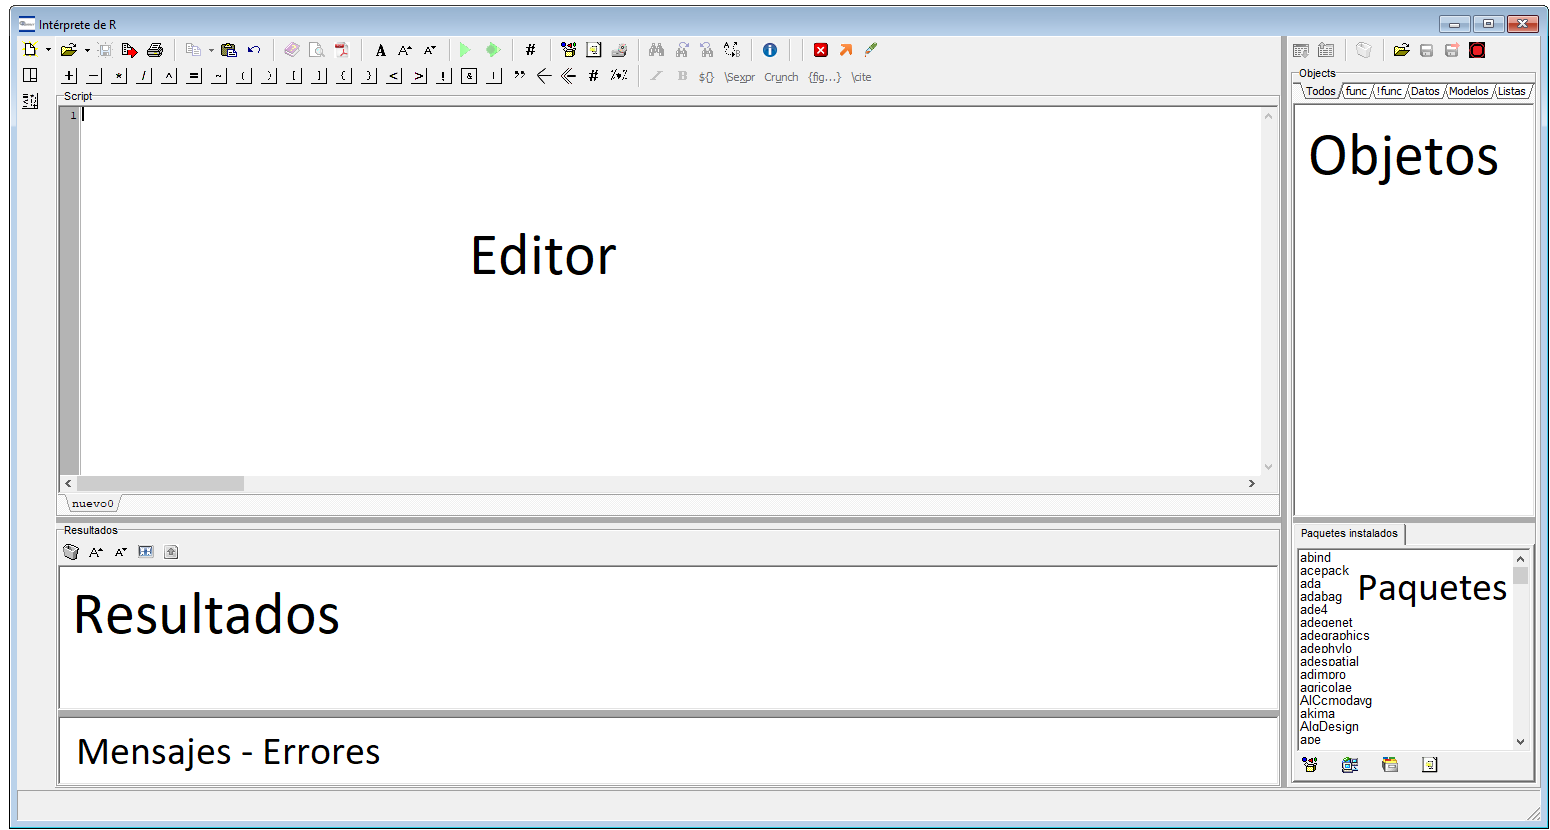 Intérprete de R
A A A #
+ - * / ^ = ~ ( ) [ ] { } < > ! & | " # %•% I B ${} \Sexpr Crunch {fig...} \cite
Script
1
Editor
nuevo0
Resultados
A A
Resultados
Mensajes - Errores
Objects
Todos func !func Datos Modelos Listas
Objetos
Paquetes instalados
abind
acepack
ada
adabag
ade4
adegenet
adegraphics
adephylo
adespatial
adimpro
agricolae
AICcmodavg
akima
AlgDesign
ape
Paquetes